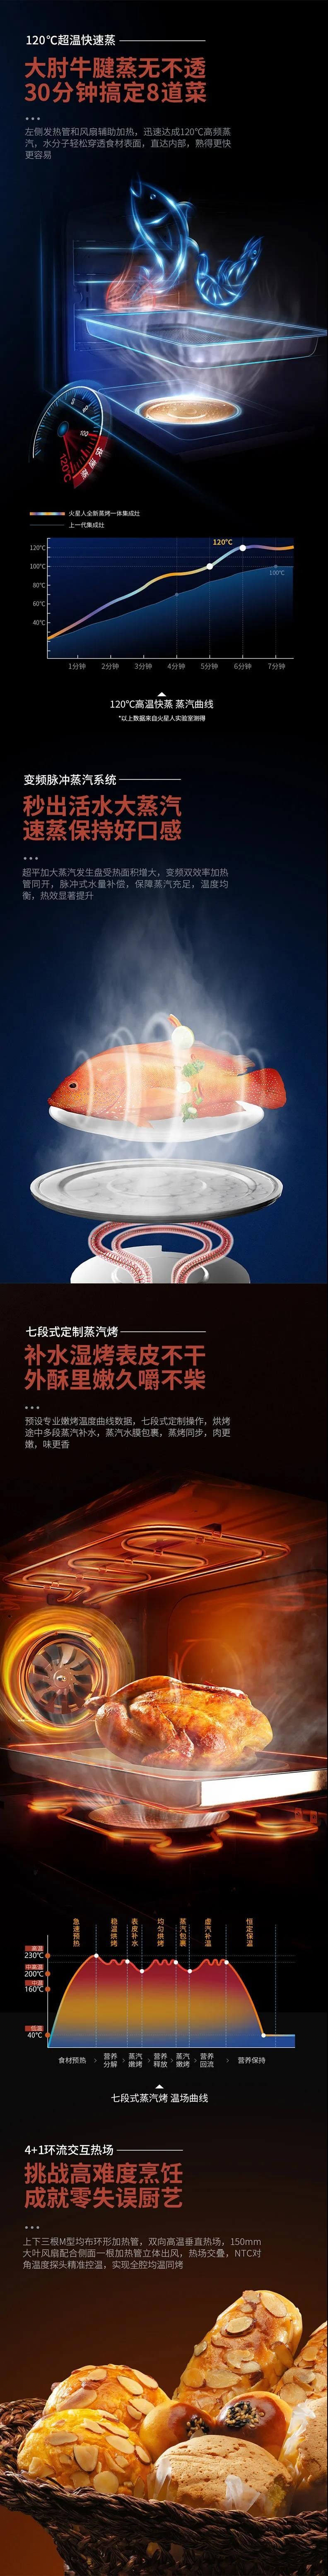 120℃超温快速蒸
大肘牛腱蒸无不透
30分钟搞定8道菜
左侧发热管和风扇辅助加热，迅速达成120℃高频蒸
汽，水分子轻松穿透食材表面，直达内部，熟得更快
更容易
100
120℃
火星人全新蒸烤一体集成灶
上一代集成灶
120℃
120℃
100℃
100℃
80℃
60℃
40℃
1分钟 2分钟 3分钟 4分钟 5分钟 6分钟 7分钟
120℃高温快蒸 蒸汽曲线
*以上数据来自火星人实验室测得
变频脉冲蒸汽系统
秒出活水大蒸汽
速蒸保持好口感
超平加大蒸汽发生盘受热面积增大，变频双效率加热
管同开，脉冲式水量补偿，保障蒸汽充足，温度均
衡，热效显著提升
七段式定制蒸汽烤
补水湿烤表皮不干
外酥里嫩久嚼不柴
预设专业嫩烤温度曲线数据，七段式定制操作，烘烤
途中多段蒸汽补水，蒸汽水膜包裹，蒸烤同步，肉更
嫩，味更香
急速预热 稳温烘烤 表皮补水 均匀烘烤 蒸汽包裹 虚汽补温 恒定保温
高温
230℃
中高温
200℃
中温
160℃
低温
40℃
食材预热 营养分解 蒸汽嫩烤 营养释放 蒸汽嫩烤 营养回流 营养保持
七段式蒸汽烤 温场曲线
4+1环流交互热场
挑战高难度烹饪
成就零失误厨艺
上下三根M型均布环形加热管，双向高温垂直热场，150mm
大叶风扇配合侧面一根加热管立体出风，热场交叠，NTC对
角温度探头精准控温，实现全腔均温同烤